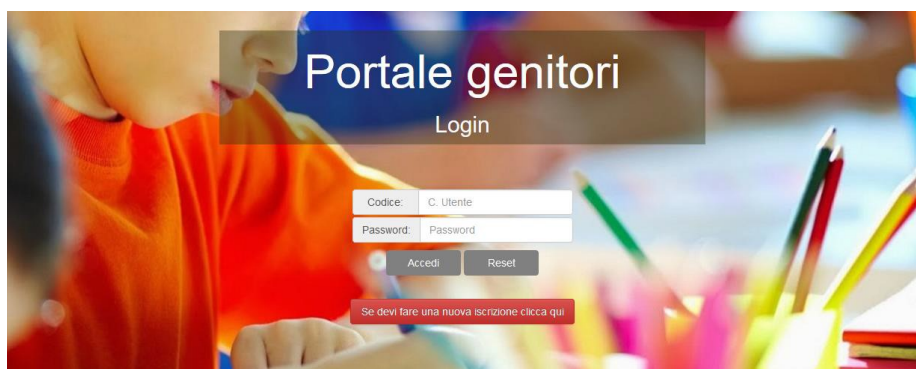 Portale genitori
Login
Codice: C. Utente
Password: Password
Accedi Reset
Se devi fare una nuova iscrizione clicca qui